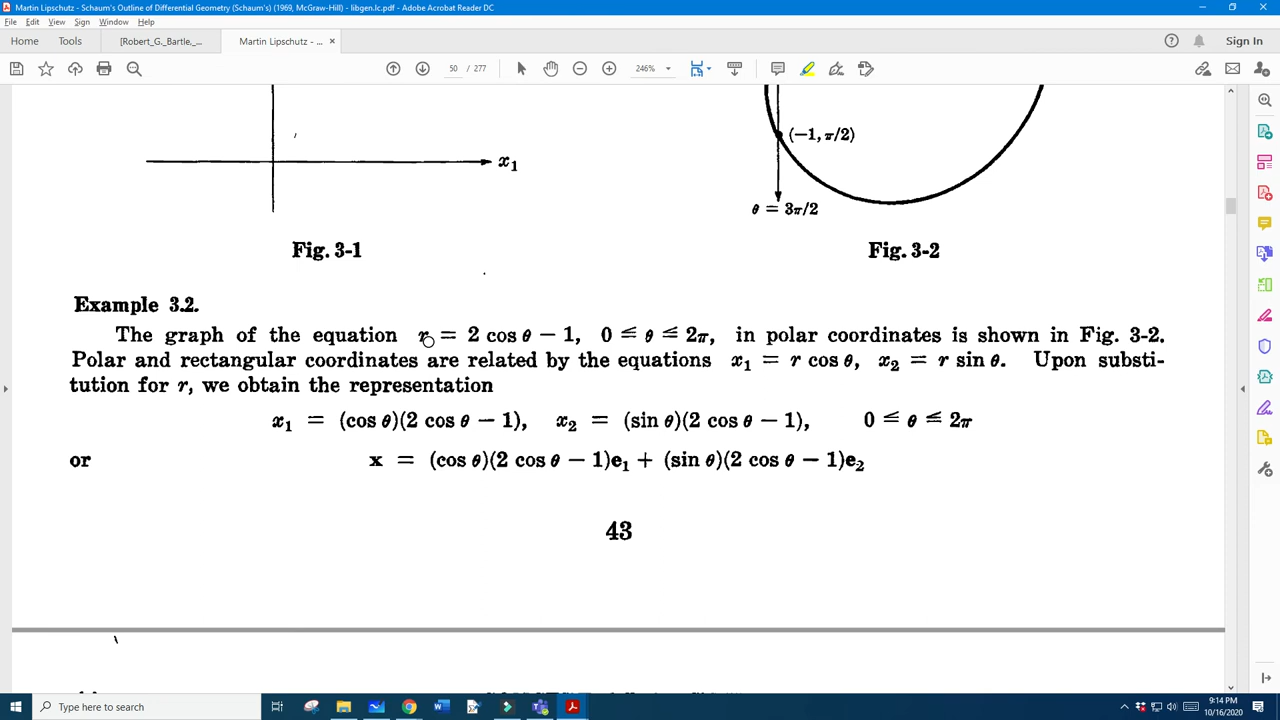 Martin Lipschutz - Schaum's Outline of Differential Geometry (Schaum's) (1969, McGraw-Hill) - libgen.lc.pdf - Adobe Acrobat Reader DC
File Edit View Sign Window Help
Home Tools [Robert_G._Bartle,_... Martin Lipschutz - ... × Sign In
50 / 277 246%
x₁
(−1, π/2)
θ = 3π/2
Fig. 3-1 Fig. 3-2
Example 3.2.
The graph of the equation r = 2 cos θ − 1, 0 ≦ θ ≦ 2π, in polar coordinates is shown in Fig. 3-2.
Polar and rectangular coordinates are related by the equations x₁ = r cos θ, x₂ = r sin θ. Upon substi-
tution for r, we obtain the representation
x₁ = (cos θ)(2 cos θ − 1), x₂ = (sin θ)(2 cos θ − 1), 0 ≦ θ ≦ 2π
or x = (cos θ)(2 cos θ − 1)e₁ + (sin θ)(2 cos θ − 1)e₂
43
Type here to search
9:14 PM
10/16/2020